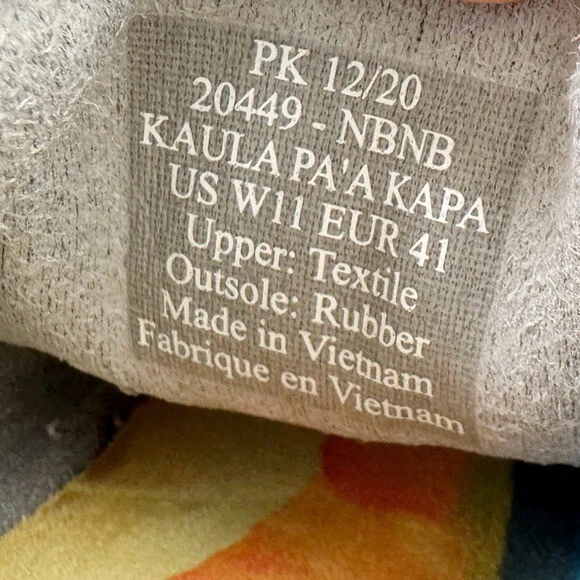 PK 12/20
20449 - NBNB
KAULA PA'A KAPA
US W11 EUR 41
Upper: Textile
Outsole: Rubber
Made in Vietnam
Fabrique en Vietnam